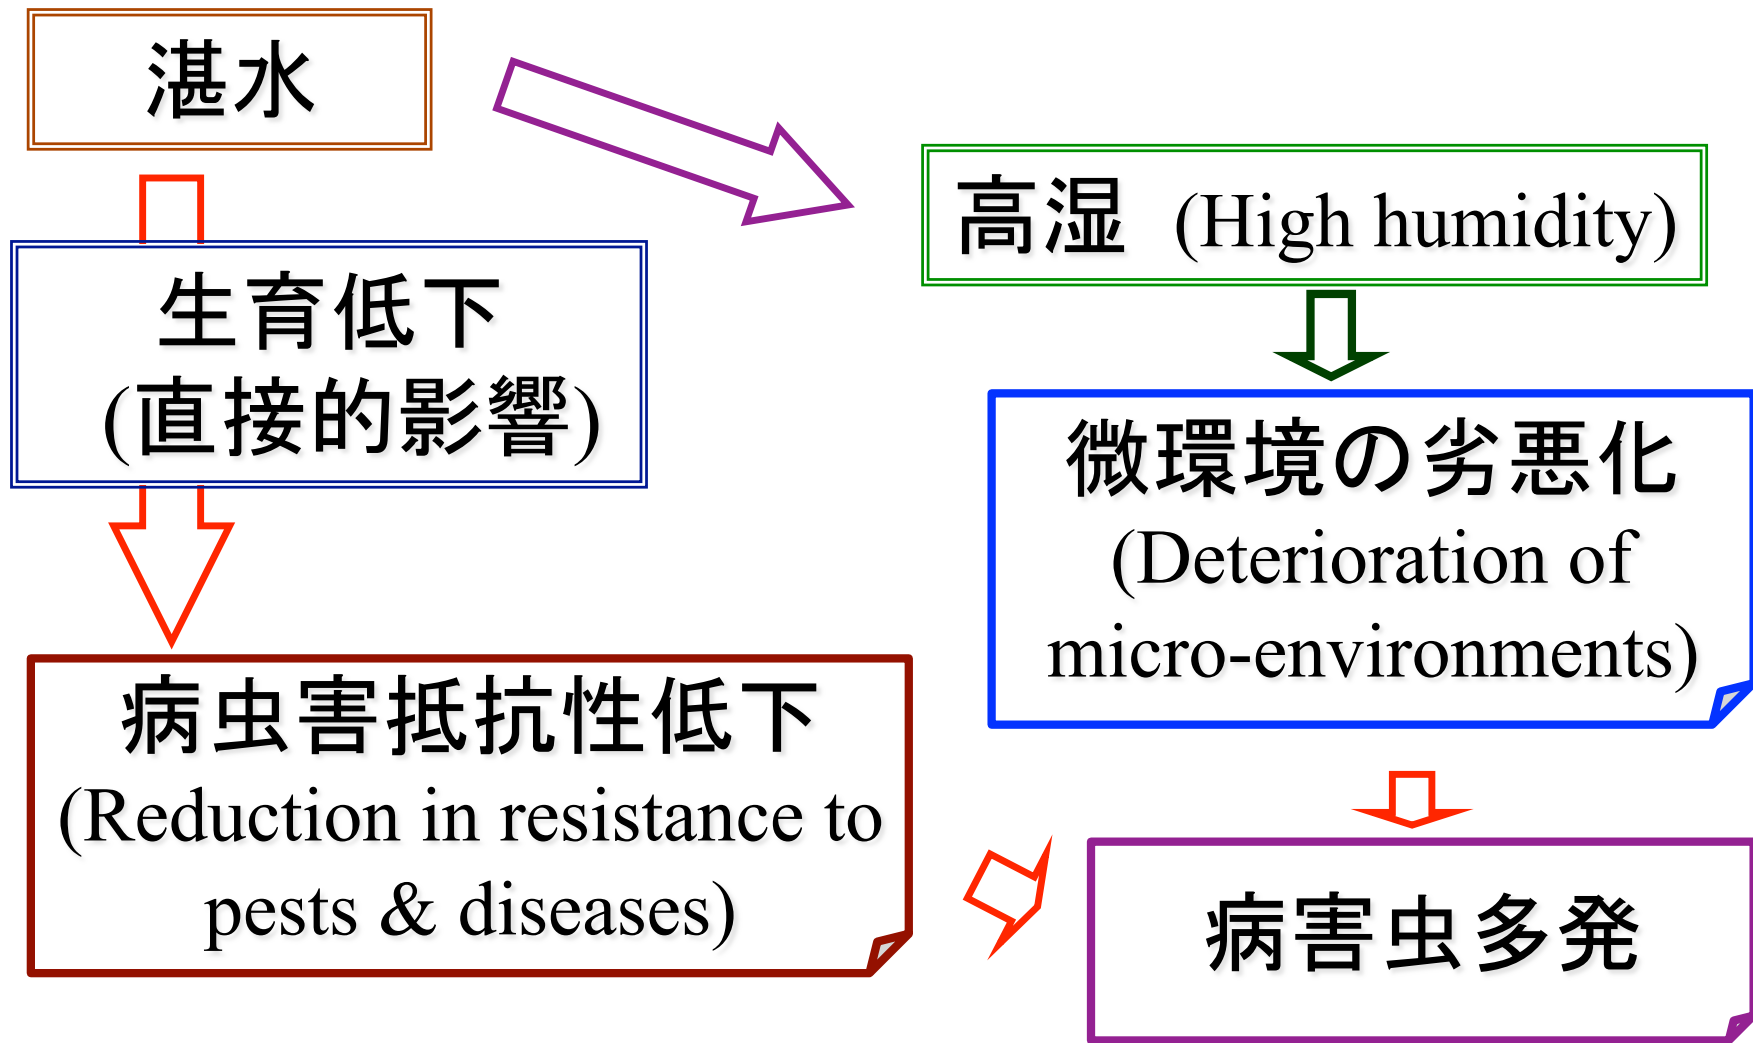 湛水
高湿 (High humidity)
生育低下
(直接的影響)
微環境の劣悪化
(Deterioration of
micro-environments)
病虫害抵抗性低下
(Reduction in resistance to
pests & diseases)
病害虫多発